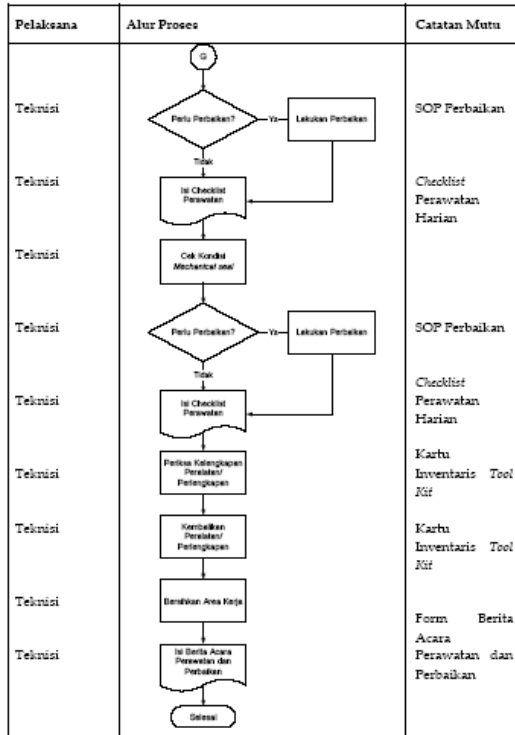 Pelaksana Alur Proses Catatan Mutu
G
Teknisi Perlu Perbaikan? Ya Lakukan Perbaikan SOP Perbaikan
Tidak
Teknisi Isi Checklist Perawatan Checklist Perawatan Harian
Teknisi Cek Kondisi Mechanical seal
Teknisi Perlu Perbaikan? Ya Lakukan Perbaikan SOP Perbaikan
Tidak
Teknisi Isi Checklist Perawatan Checklist Perawatan Harian
Teknisi Periksa Kelengkapan Peralatan/ Perlengkapan Kartu Inventaris Tool Kit
Teknisi Kembalikan Peralatan/ Perlengkapan Kartu Inventaris Tool Kit
Teknisi Bersihkan Area Kerja
Teknisi Isi Berita Acara Perawatan dan Perbaikan Form Berita Acara Perawatan dan Perbaikan
Selesai